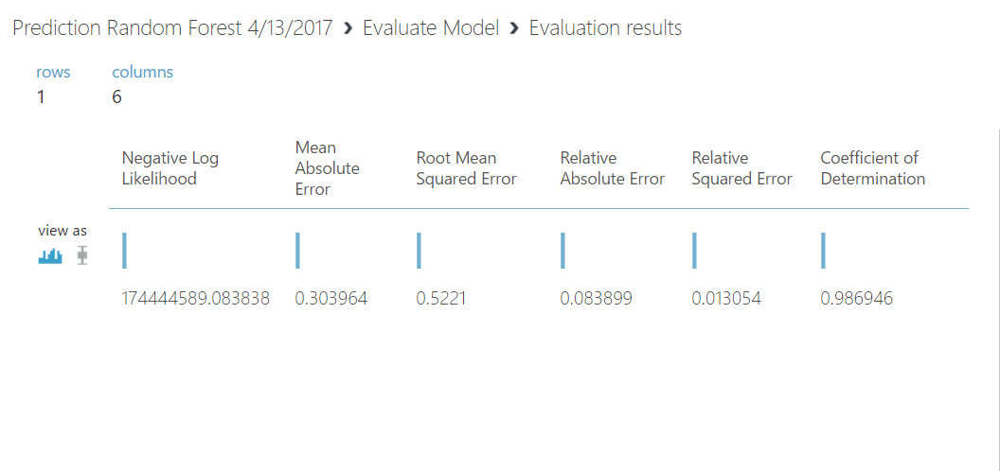 Prediction Random Forest 4/13/2017 › Evaluate Model › Evaluation results
rows columns
1 6
Negative Log Likelihood
Mean Absolute Error
Root Mean Squared Error
Relative Absolute Error
Relative Squared Error
Coefficient of Determination
view as
174444589.083838 0.303964 0.5221 0.083899 0.013054 0.986946